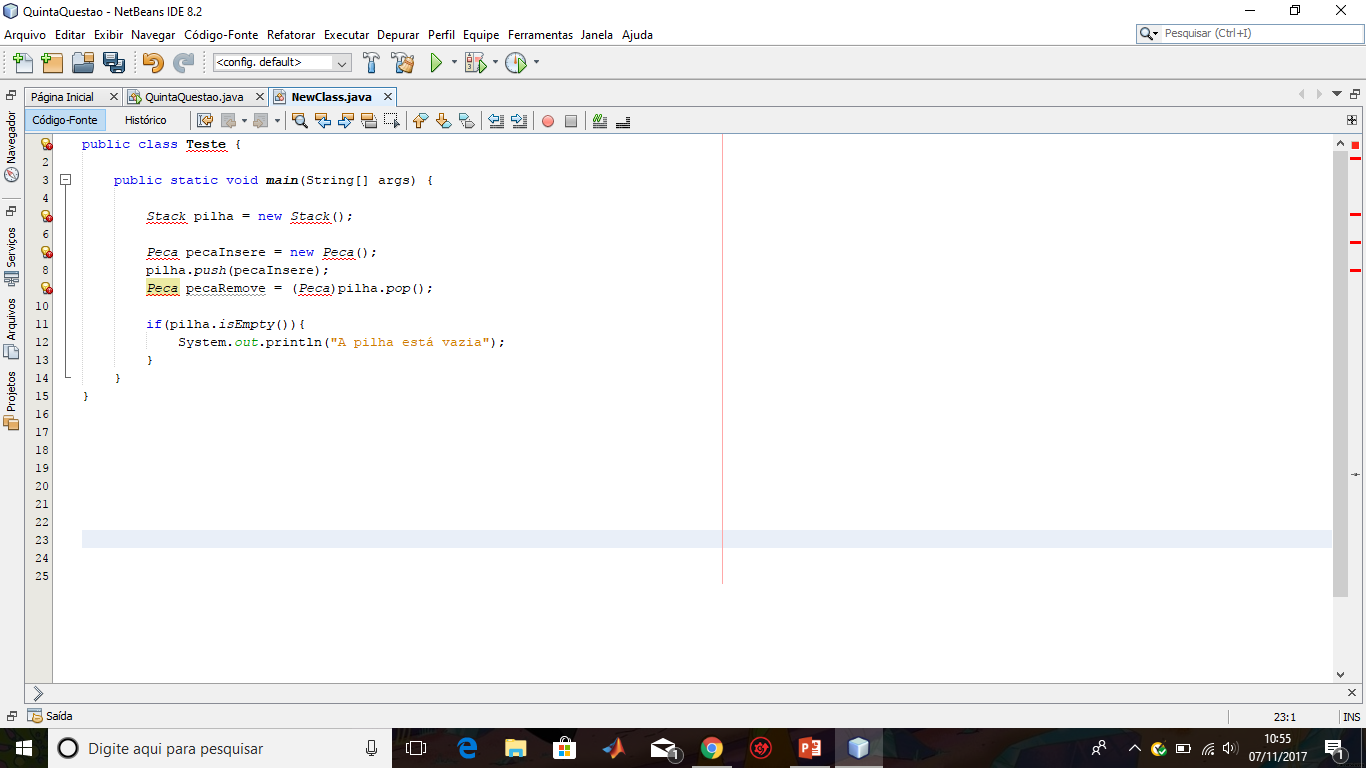 QuintaQuestao - NetBeans IDE 8.2
Arquivo Editar Exibir Navegar Código-Fonte Refatorar Executar Depurar Perfil Equipe Ferramentas Janela Ajuda
Pesquisar (Ctrl+I)
<config. default>
Página Inicial QuintaQuestao.java NewClass.java
Código-Fonte Histórico
Navegador
Serviços
Arquivos
Projetos
public class Teste {
2
3 public static void main(String[] args) {
4
Stack pilha = new Stack();
6
Peca pecaInsere = new Peca();
8 pilha.push(pecaInsere);
Peca pecaRemove = (Peca)pilha.pop();
10
11 if(pilha.isEmpty()){
12 System.out.println("A pilha está vazia");
13 }
14 }
15 }
16
17
18
19
20
21
22
23
24
25
Saída
23:1 INS
Digite aqui para pesquisar
1
10:55
07/11/2017
1